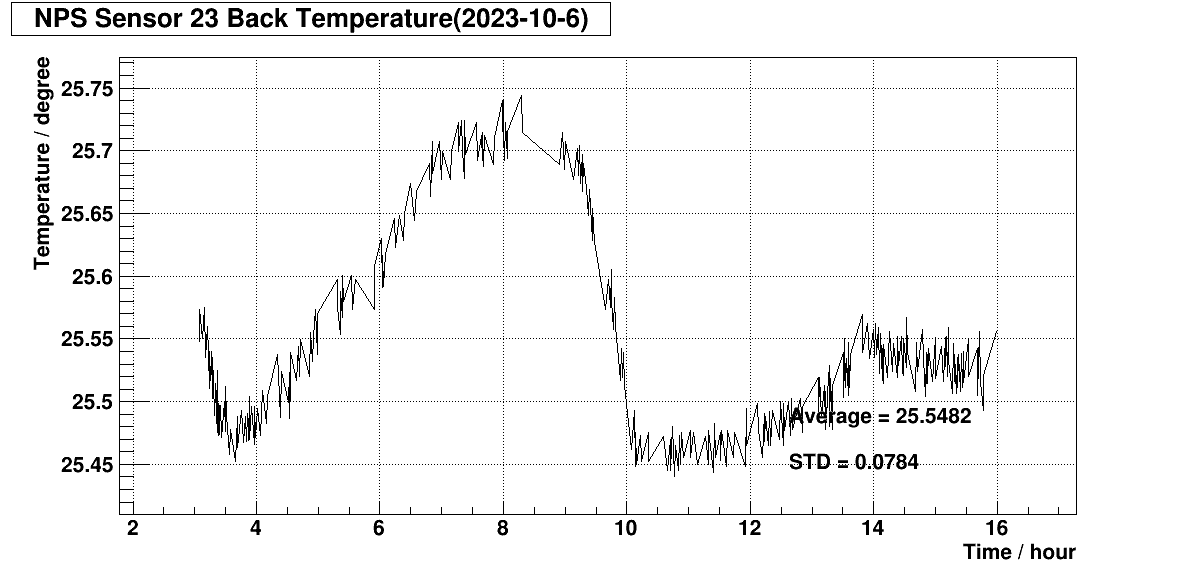 NPS Sensor 23 Back Temperature(2023-10-6)
Temperature / degree
25.75
25.7
25.65
25.6
25.55
25.5
25.45
Average = 25.5482
STD = 0.0784
2 4 6 8 10 12 14 16
Time / hour